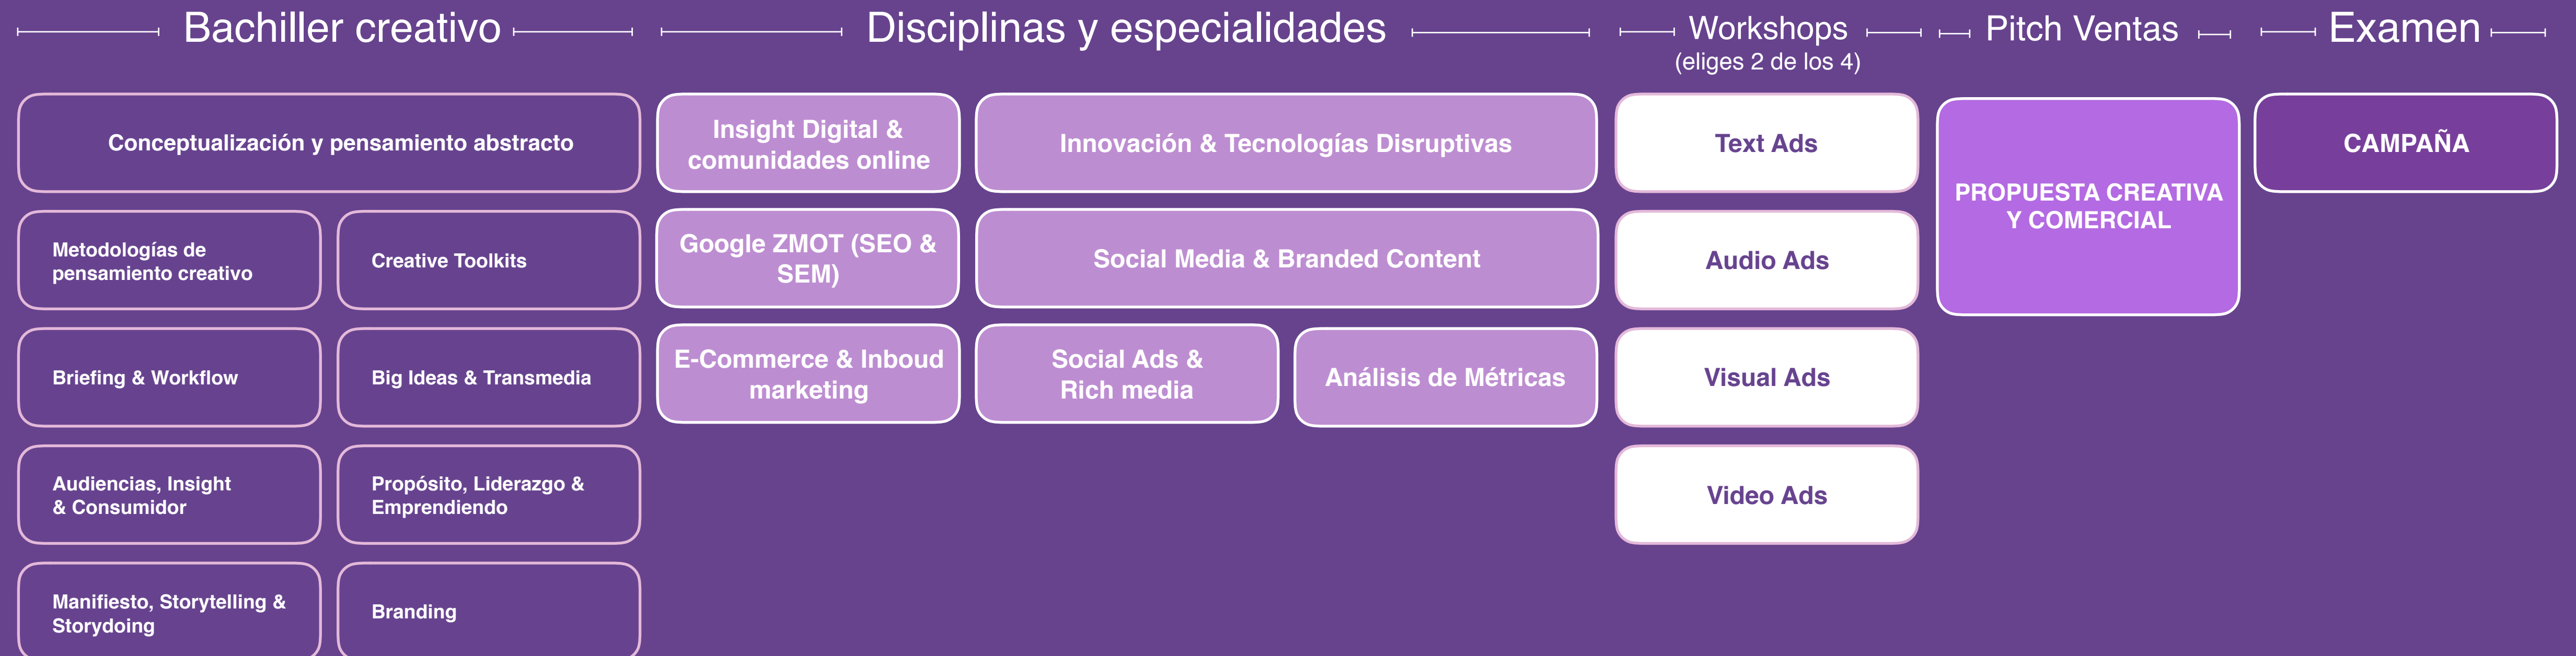 Bachiller creativo
Disciplinas y especialidades
Workshops
(eliges 2 de los 4)
Pitch Ventas
Examen
Conceptualización y pensamiento abstracto
Metodologías de
pensamiento creativo
Creative Toolkits
Briefing & Workflow
Big Ideas & Transmedia
Audiencias, Insight
& Consumidor
Propósito, Liderazgo &
Emprendiendo
Manifiesto, Storytelling &
Storydoing
Branding
Insight Digital &
comunidades online
Innovación & Tecnologías Disruptivas
Google ZMOT (SEO &
SEM)
Social Media & Branded Content
E-Commerce & Inboud
marketing
Social Ads &
Rich media
Análisis de Métricas
Text Ads
Audio Ads
Visual Ads
Video Ads
PROPUESTA CREATIVA
Y COMERCIAL
CAMPAÑA